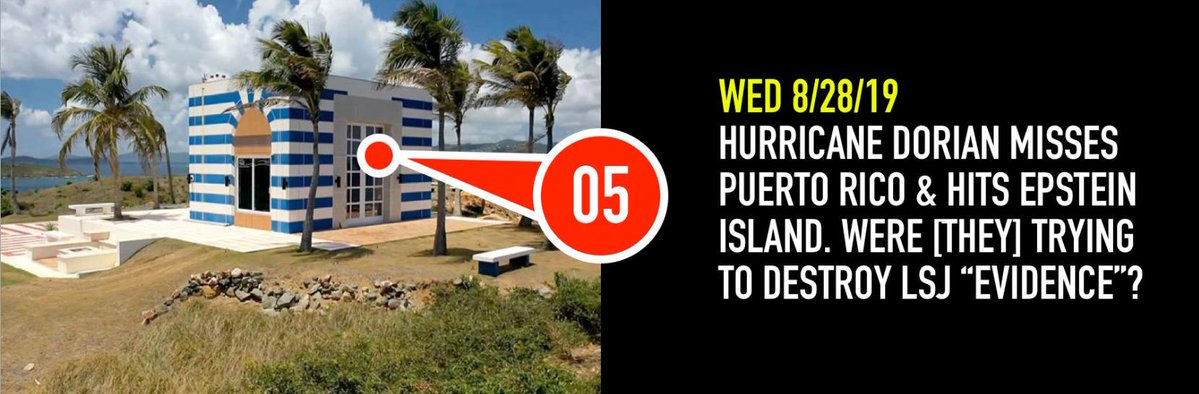 05
WED 8/28/19
HURRICANE DORIAN MISSES
PUERTO RICO & HITS EPSTEIN
ISLAND. WERE [THEY] TRYING
TO DESTROY LSJ “EVIDENCE”?